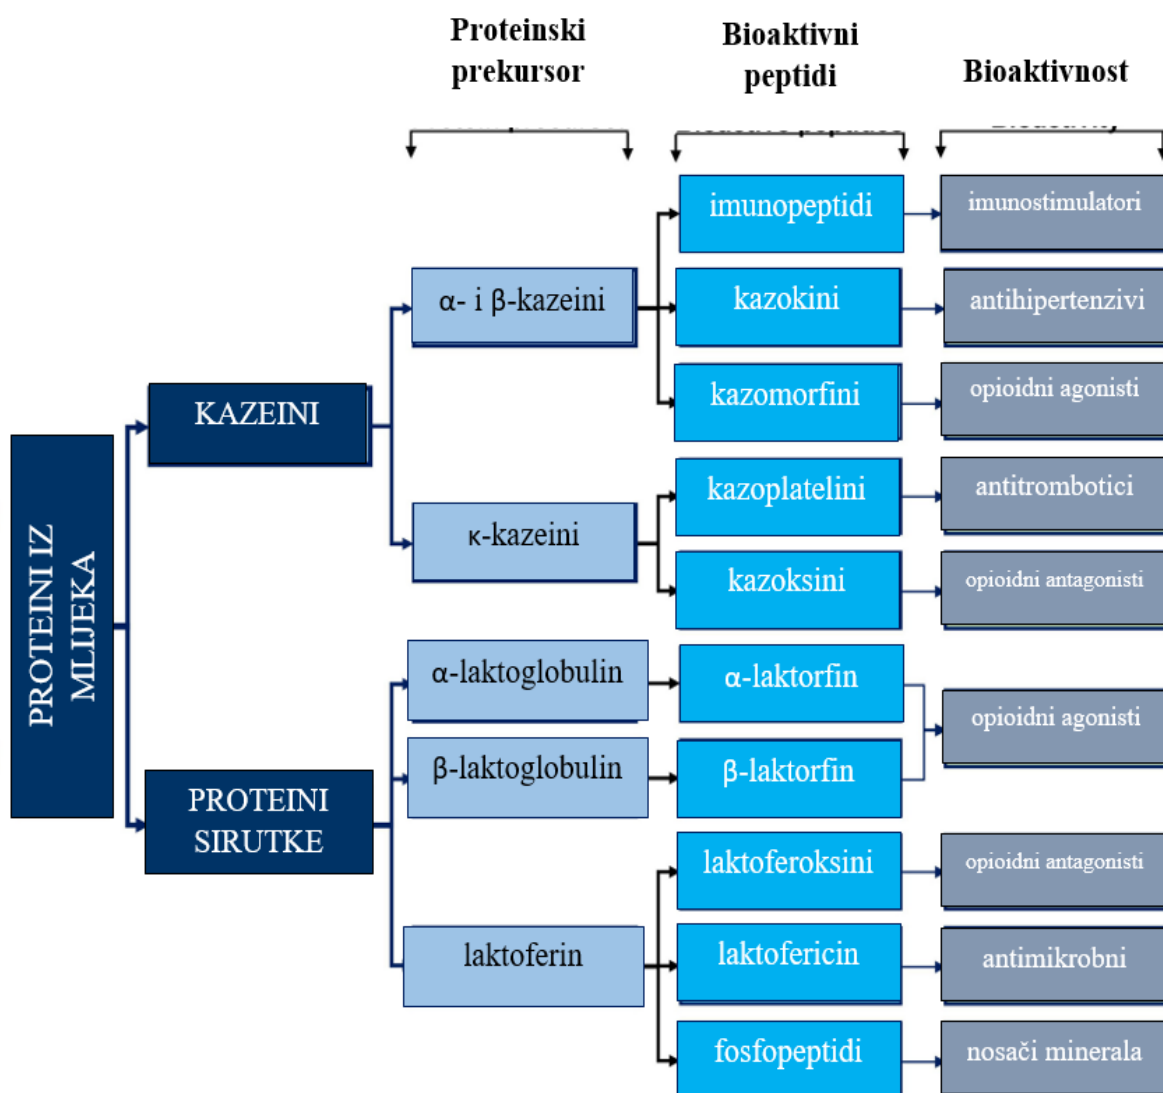 Proteinski
prekursor
Bioaktivni
peptidi
Bioaktivnost
PROTEINI IZ
MLIJEKA
KAZEINI
PROTEINI
SIRUTKE
α- i β-kazeini
κ-kazeini
α-laktoglobulin
β-laktoglobulin
laktoferin
imunopeptidi
kazokini
kazomorfini
kazoplatelini
kazoksini
α-laktorfin
β-laktorfin
laktoferoksini
laktofericin
fosfopeptidi
imunostimulatori
antihipertenzivi
opioidni agonisti
antitrombotici
opioidni antagonisti
opioidni agonisti
opioidni antagonisti
antimikrobni
nosači minerala